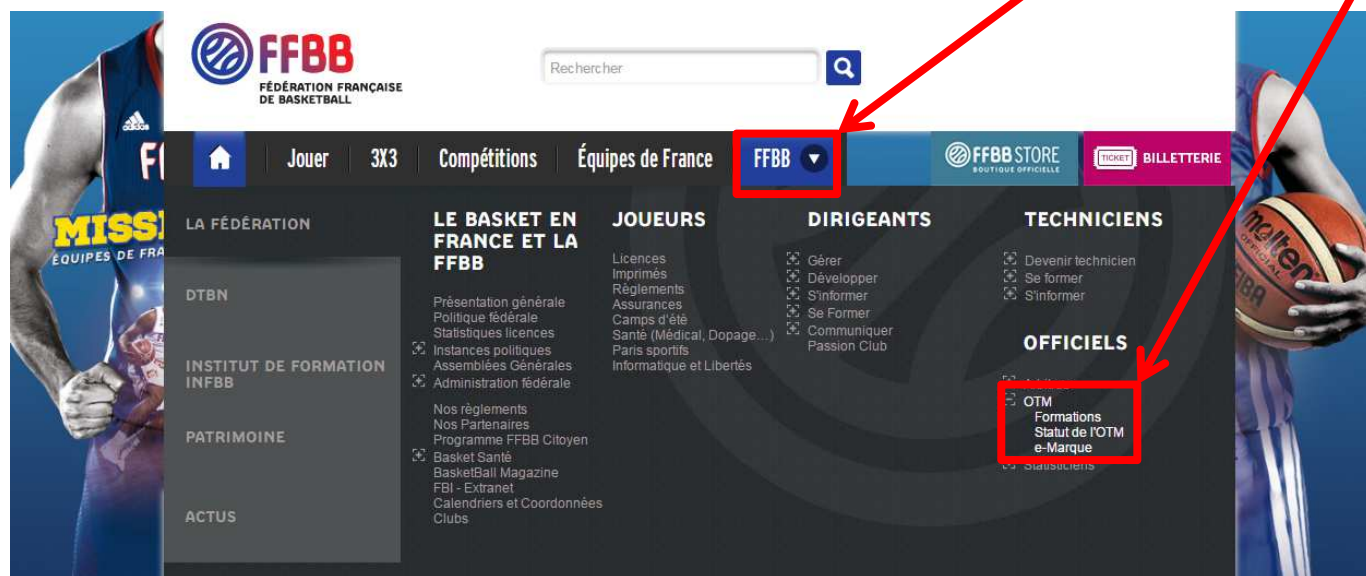 FFBB
FÉDÉRATION FRANÇAISE
DE BASKETBALL
Rechercher
adidas
Jouer
3X3
Compétitions
Équipes de France
FFBB
FFBB STORE
BOUTIQUE OFFICIELLE
TICKET
BILLETTERIE
MISS
ÉQUIPES DE FRA
LA FÉDÉRATION
DTBN
INSTITUT DE FORMATION
INFBB
PATRIMOINE
ACTUS
LE BASKET EN
FRANCE ET LA
FFBB
Présentation générale
Politique fédérale
Statistiques licences
Instances politiques
Assemblées Générales
Administration fédérale
Nos règlements
Nos Partenaires
Programme FFBB Citoyen
Basket Santé
BasketBall Magazine
FBI - Extranet
Calendriers et Coordonnées
Clubs
JOUEURS
Licences
Imprimés
Règlements
Assurances
Camps d'été
Santé (Médical, Dopage...)
Paris sportifs
Informatique et Libertés
DIRIGEANTS
Gérer
Développer
S'informer
Se Former
Communiquer
Passion Club
TECHNICIENS
Devenir technicien
Se former
S'informer
OFFICIELS
OTM
Formations
Statut de l'OTM
e-Marque
Statisticiens
molten
OFFICIAL
FIBA